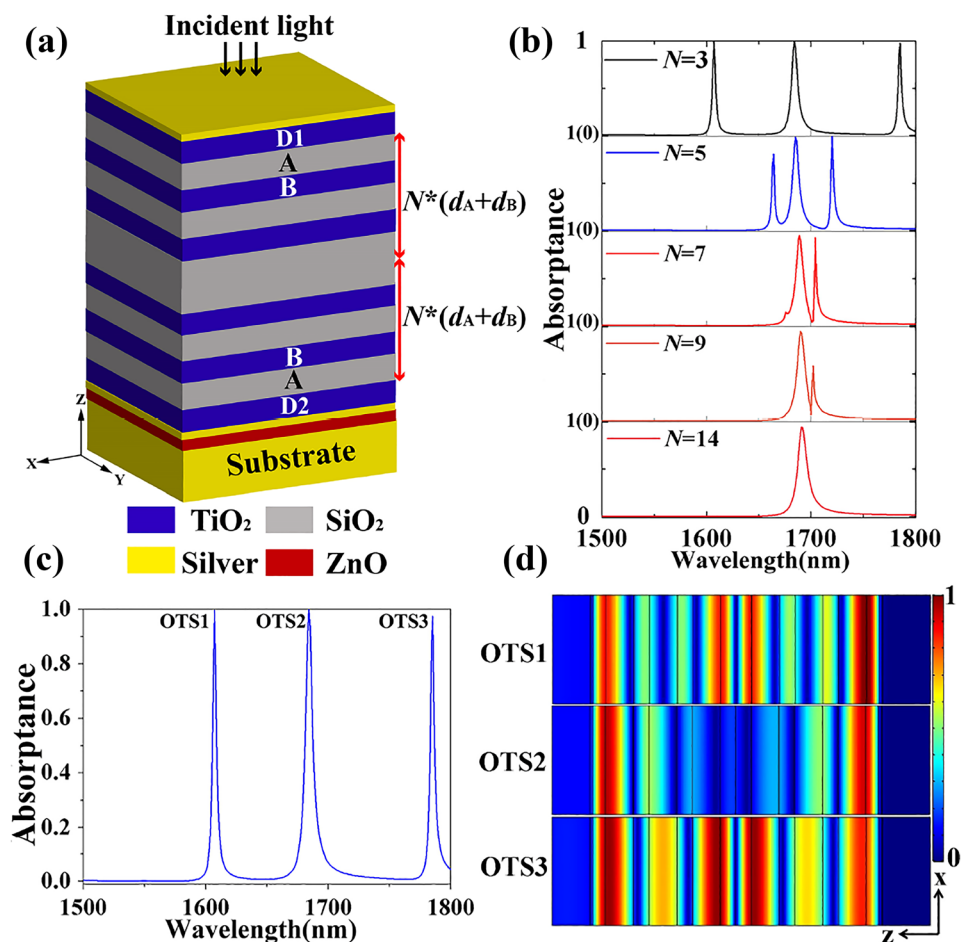 (a)
Incident light
D1
A
B
N*(dA+dB)
N*(dA+dB)
B
A
D2
Substrate
Z
X
Y
TiO2
SiO2
Silver
ZnO
(b)
1
N=3
1(0)
N=5
1(0)
N=7
1(0)
N=9
1(0)
N=14
0
Absorptance
1500
1600
1700
1800
Wavelength(nm)
(c)
1.0
0.8
0.6
0.4
0.2
0.0
Absorptance
OTS1
OTS2
OTS3
1500
1600
1700
1800
Wavelength(nm)
(d)
OTS1
OTS2
OTS3
1
0
x
z